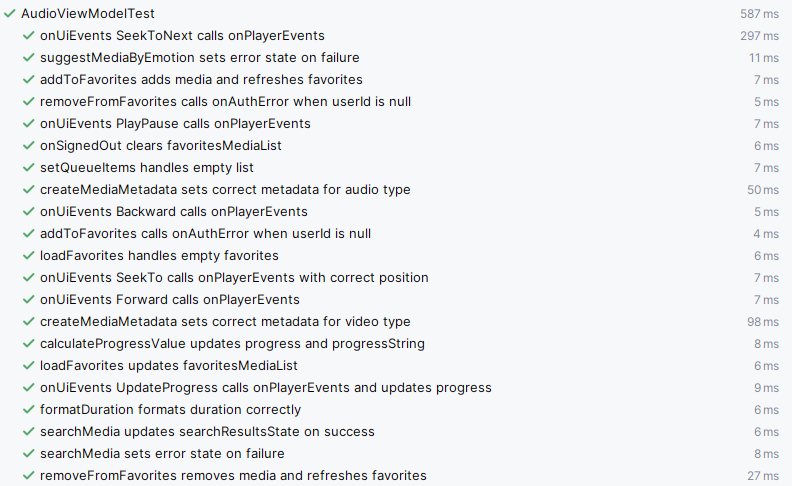 AudioViewModelTest 587 ms
onUiEvents SeekToNext calls onPlayerEvents 297 ms
suggestMediaByEmotion sets error state on failure 11 ms
addToFavorites adds media and refreshes favorites 7 ms
removeFromFavorites calls onAuthError when userId is null 5 ms
onUiEvents PlayPause calls onPlayerEvents 7 ms
onSignedOut clears favoritesMediaList 6 ms
setQueueItems handles empty list 7 ms
createMediaMetadata sets correct metadata for audio type 50 ms
onUiEvents Backward calls onPlayerEvents 5 ms
addToFavorites calls onAuthError when userId is null 4 ms
loadFavorites handles empty favorites 6 ms
onUiEvents SeekTo calls onPlayerEvents with correct position 7 ms
onUiEvents Forward calls onPlayerEvents 7 ms
createMediaMetadata sets correct metadata for video type 98 ms
calculateProgressValue updates progress and progressString 8 ms
loadFavorites updates favoritesMediaList 6 ms
onUiEvents UpdateProgress calls onPlayerEvents and updates progress 9 ms
formatDuration formats duration correctly 6 ms
searchMedia updates searchResultsState on success 6 ms
searchMedia sets error state on failure 8 ms
removeFromFavorites removes media and refreshes favorites 27 ms